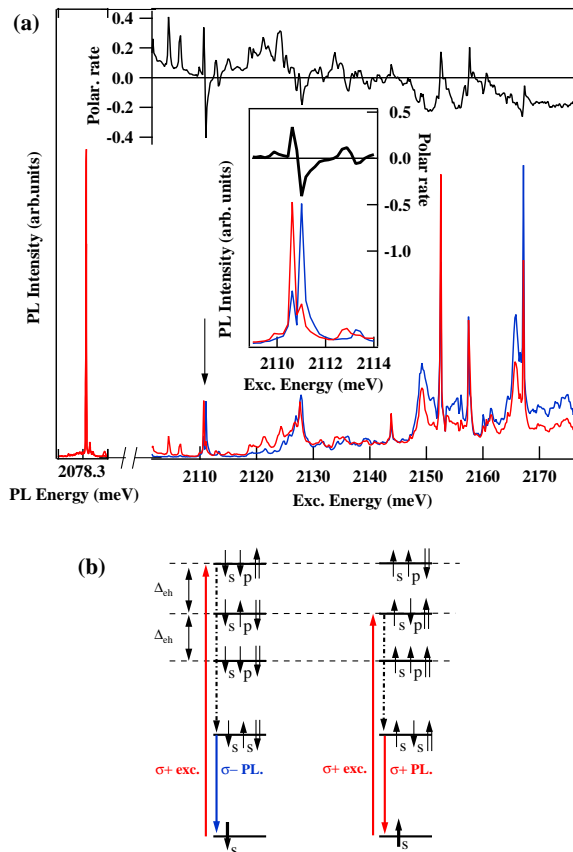 (a)
0.4
0.2
0.0
-0.2
-0.4
Polar. rate
PL Intensity (arb.units)
0.5
0.0
-0.5
-1.0
Polar rate
PL Intensity (arb. units)
2110 2112 2114
Exc. Energy (meV)
2078.3
PL Energy (meV)
2110 2120 2130 2140 2150 2160 2170
Exc. Energy (meV)
(b)
s p
s p
Δeh
s p
s p
Δeh
s p
s p
s s
s s
σ+ exc. σ− PL. σ+ exc σ+ PL.
s
s